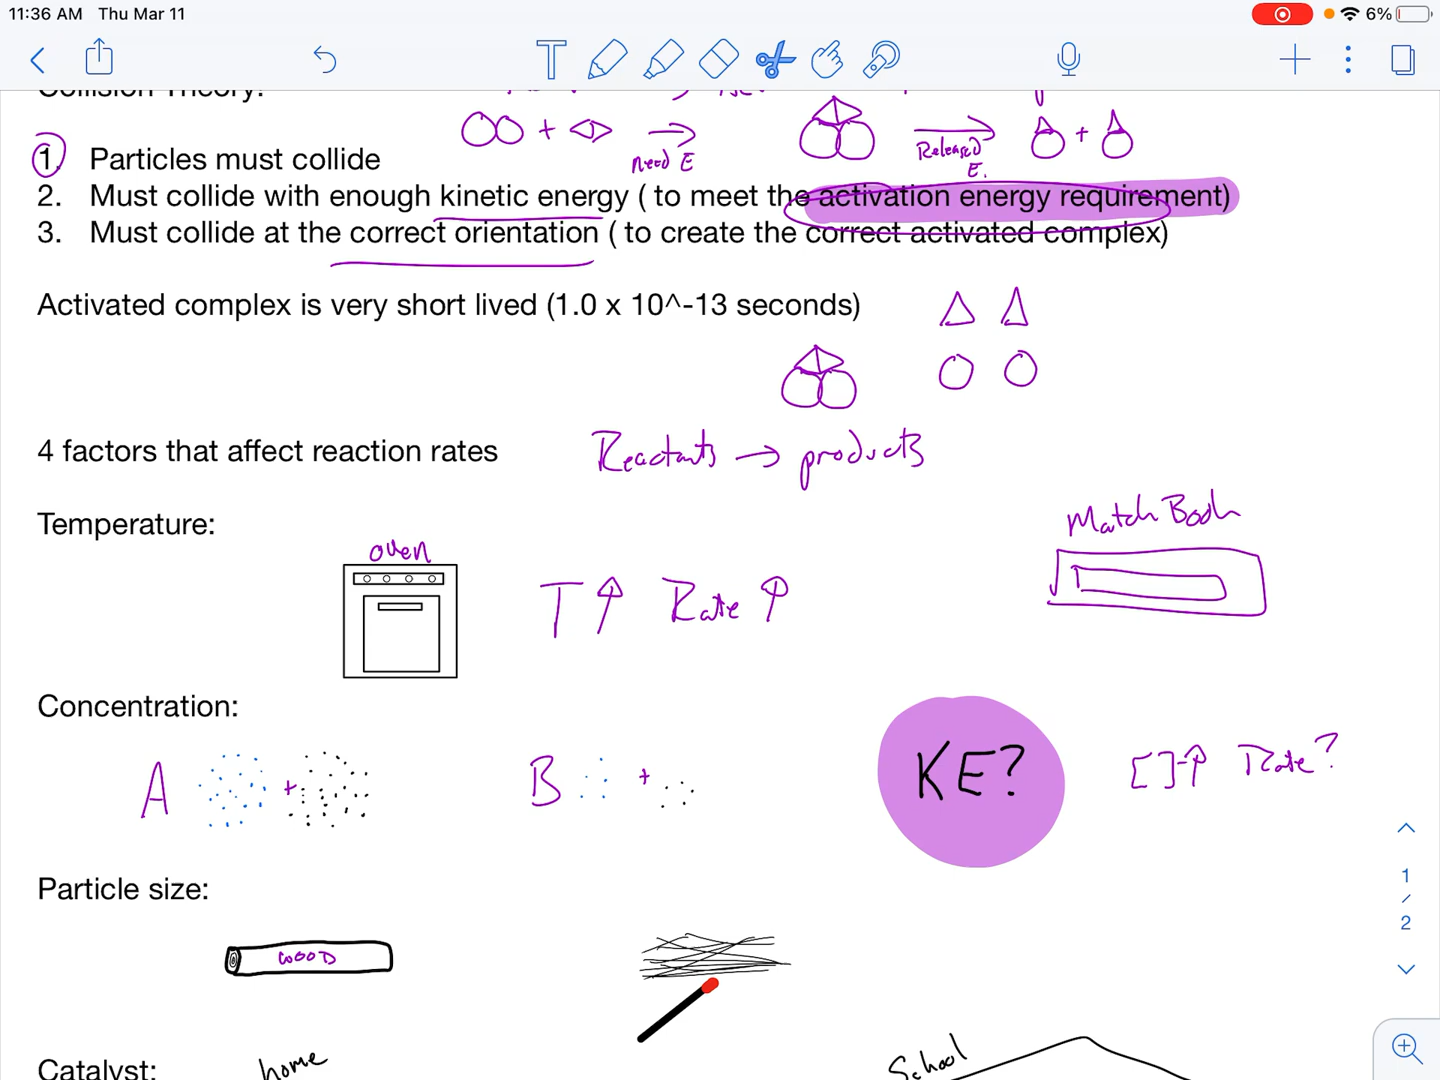 11:36 AM Thu Mar 11 6%
Collision Theory:
+ Need E Released E. +
1. Particles must collide
2. Must collide with enough kinetic energy ( to meet the activation energy requirement)
3. Must collide at the correct orientation ( to create the correct activated complex)
Activated complex is very short lived (1.0 x 10^-13 seconds)
4 factors that affect reaction rates Reactants → products
Temperature:
oven
T ↑ Rate ↑
Match
Concentration:
A + B + KE? []-↑ Rate?
Particle size:
WOOD
Catalyst: home School
1
/
2